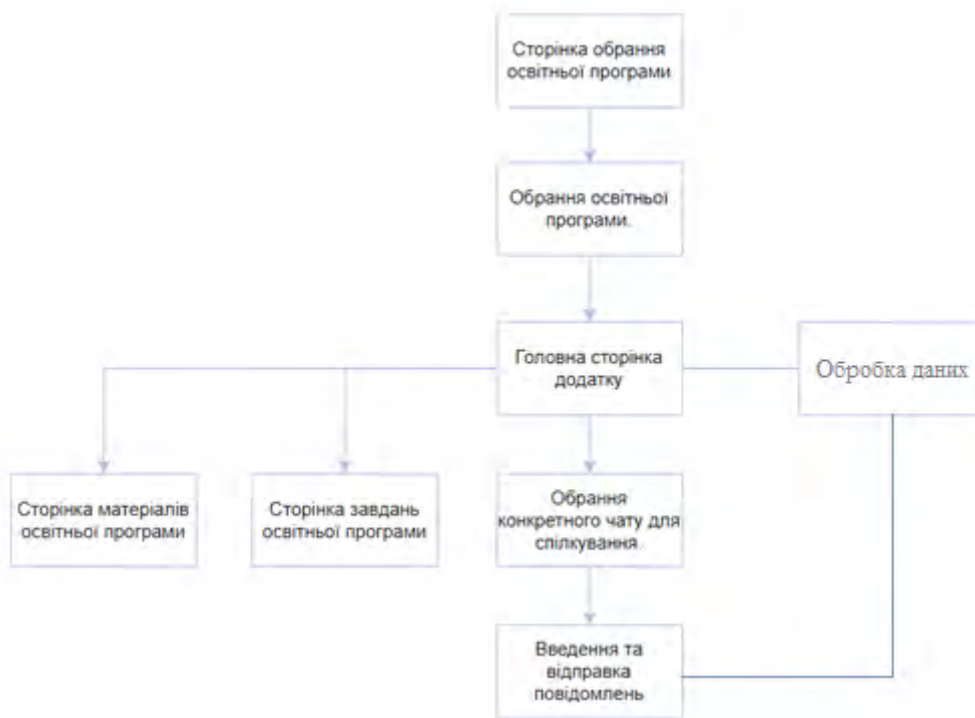 Сторінка обрання
освітньої програми
Обрання освітньої
програми.
Головна сторінка
додатку
Обробка даних
Сторінка матеріалів
освітньої програми
Сторінка завдань
освітньої програми
Обрання
конкретного чату для
спілкування
Введення та
відправка
повідомлень